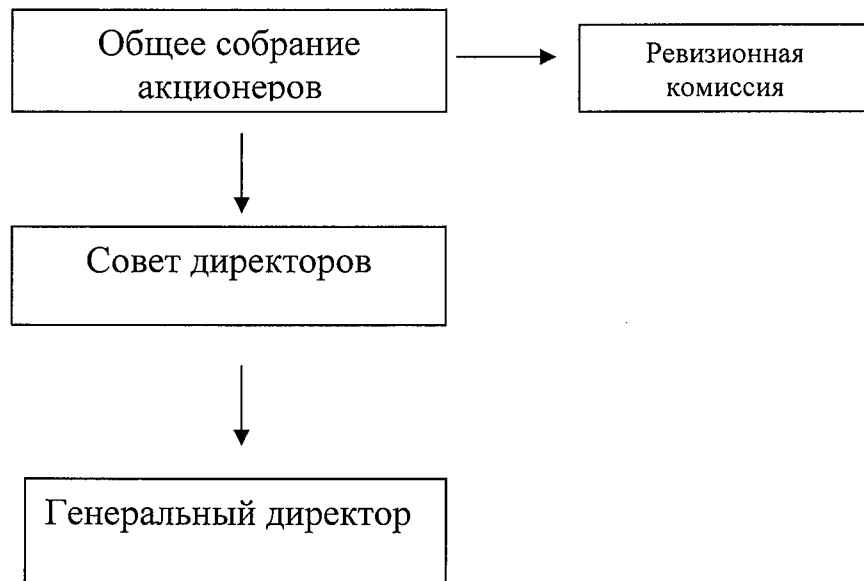 Общее собрание
акционеров
Ревизионная
комиссия
Совет директоров
Генеральный директор